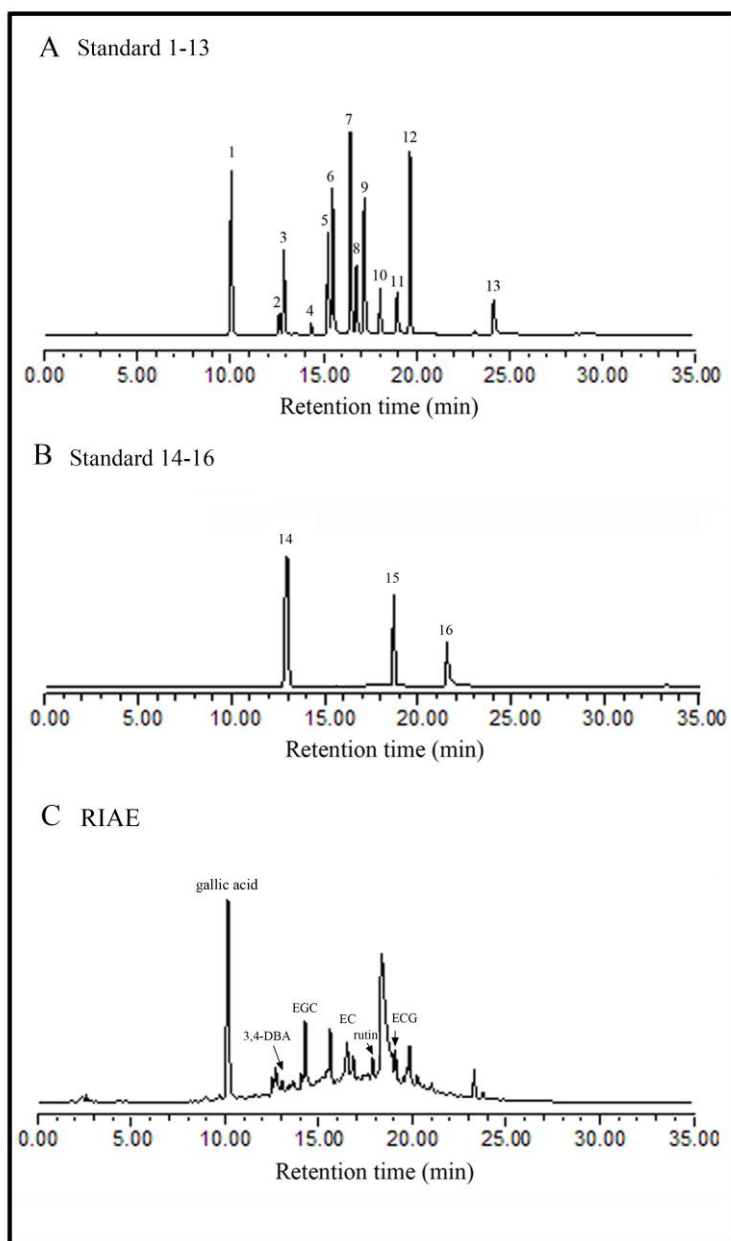 A Standard 1-13
7
12
1
6
9
5
3
8
10
11
13
2
4
0.00 5.00 10.00 15.00 20.00 25.00 30.00 35.00
Retention time (min)
B Standard 14-16
14
15
16
0.00 5.00 10.00 15.00 20.00 25.00 30.00 35.00
Retention time (min)
C RIAE
gallic acid
EGC
EC
ECG
3,4-DBA
rutin
0.00 5.00 10.00 15.00 20.00 25.00 30.00 35.00
Retention time (min)